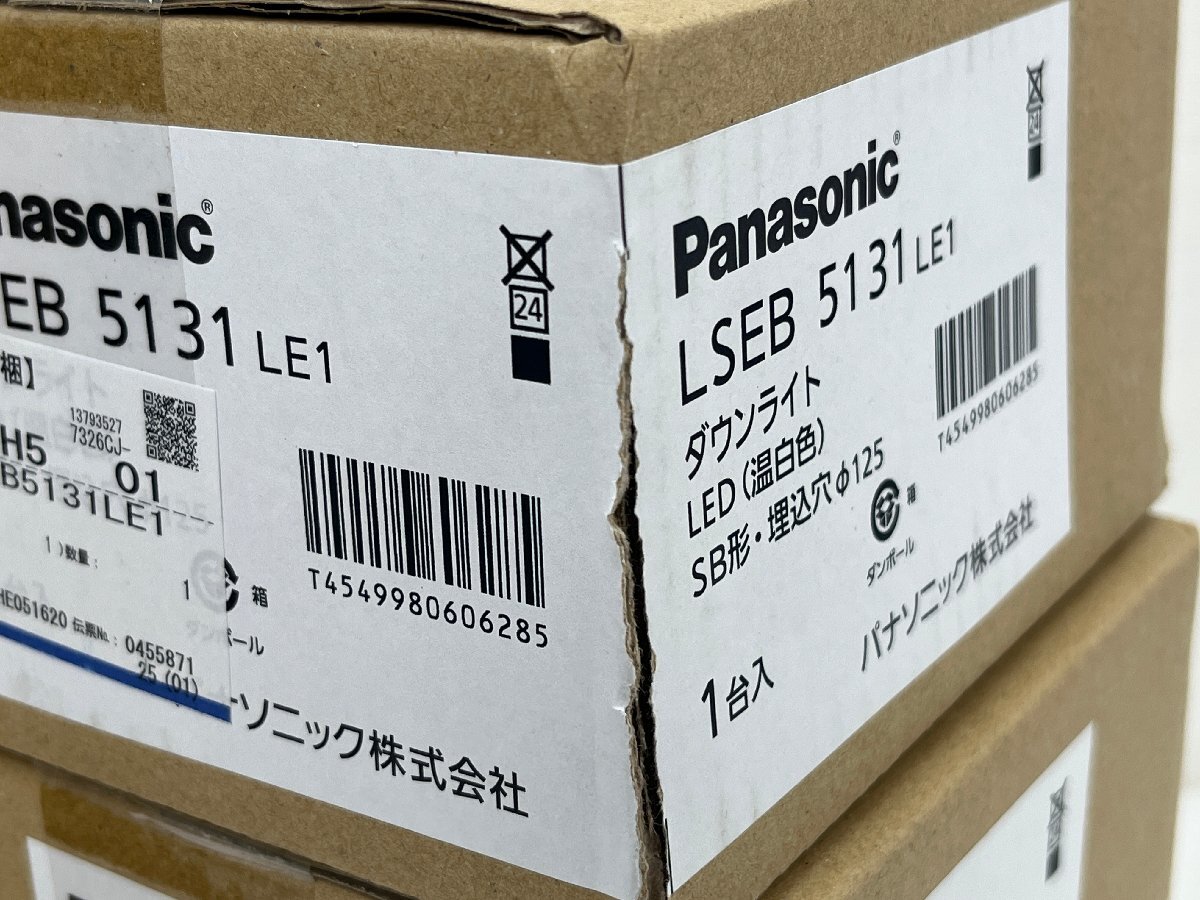 nasonic®
EB 5131 LE1
24
梱】
13793527
7326CJ-
H5 01
B5131LE1
1 )数量:
1
箱
ダンボール
HE051620 伝票№: 0455871
25 (01)
T4549980606285
ーソニック株式会社
Panasonic®
LSEB 5131 LE1
24
ダウンライト
LED(温白色)
SB形・埋込穴φ125
T4549980606285
箱
ダンボール
1台入
パナソニック株式会社